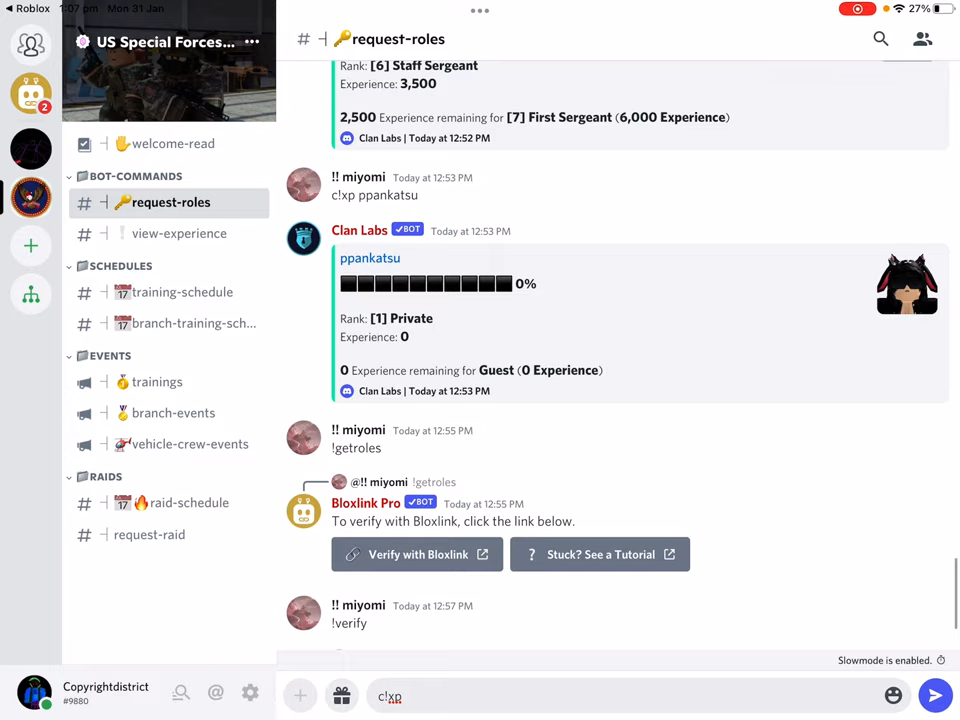 ◀ Roblox 1:07 pm Mon 31 Jan
27%
US Special Forces...
2
welcome-read
BOT-COMMANDS
request-roles
view-experience
SCHEDULES
training-schedule
branch-training-sch...
EVENTS
trainings
branch-events
vehicle-crew-events
RAIDS
raid-schedule
request-raid
Copyrightdistrict
#9880
# ⊣ 🔑request-roles
Rank: [6] Staff Sergeant
Experience: 3,500
2,500 Experience remaining for [7] First Sergeant (6,000 Experience)
Clan Labs | Today at 12:52 PM
!! miyomi Today at 12:53 PM
c!xp ppankatsu
Clan Labs ✓BOT Today at 12:53 PM
ppankatsu
0%
Rank: [1] Private
Experience: 0
0 Experience remaining for Guest (0 Experience)
Clan Labs | Today at 12:53 PM
!! miyomi Today at 12:55 PM
!getroles
@!! miyomi !getroles
Bloxlink Pro ✓BOT Today at 12:55 PM
To verify with Bloxlink, click the link below.
Verify with Bloxlink
? Stuck? See a Tutorial
!! miyomi Today at 12:57 PM
!verify
Slowmode is enabled.
c!xp